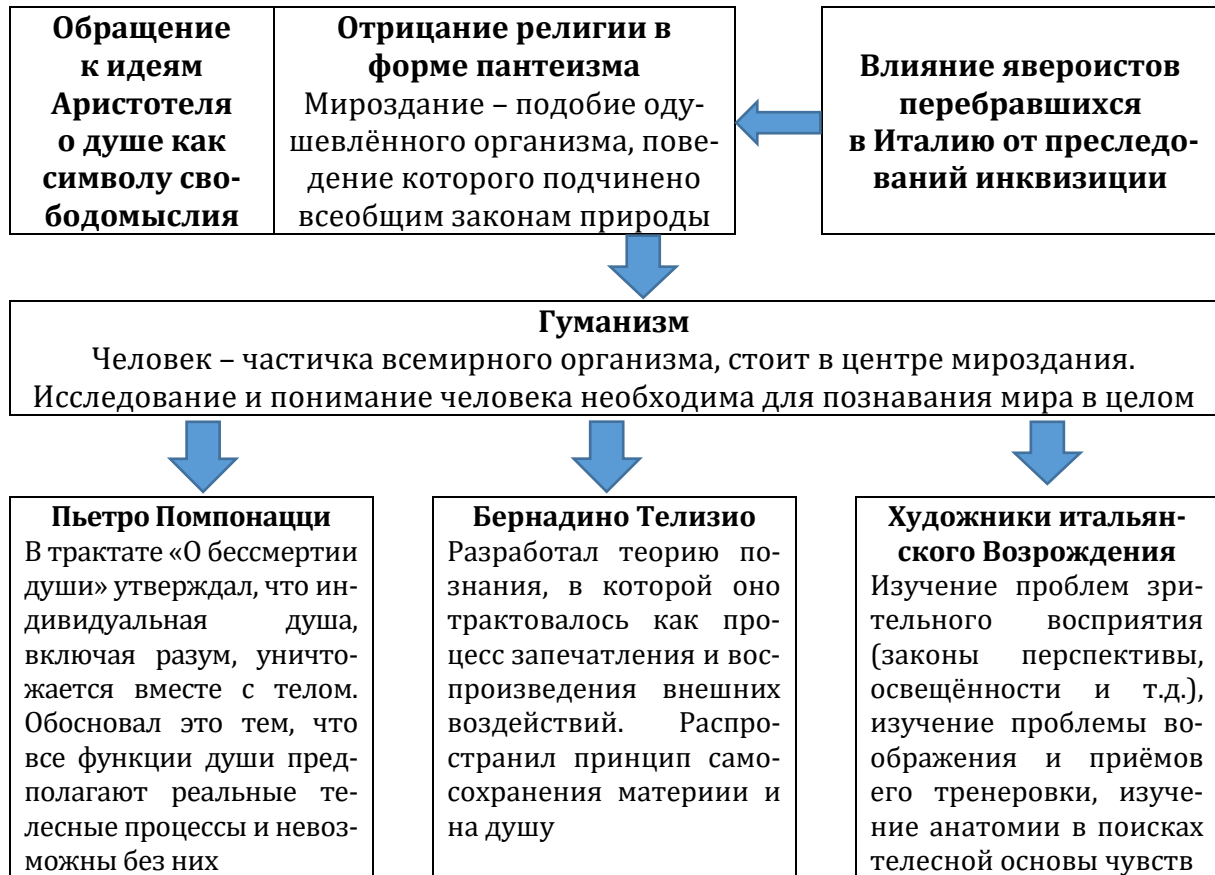 Обращение
к идеям
Аристотеля
о душе как
символу сво-
бодомыслия
Отрицание религии в
форме пантеизма
Мироздание – подобие оду-
шевлённого организма, пове-
дение которого подчинено
всеобщим законам природы
Влияние явероистов
перебравшихся
в Италию от преследо-
ваний инквизиции
Гуманизм
Человек – частичка всемирного организма, стоит в центре мироздания.
Исследование и понимание человека необходима для познавания мира в целом
Пьетро Помпонацци
В трактате «О бессмертии
души» утверждал, что ин-
дивидуальная душа,
включая разум, уничто-
жается вместе с телом.
Обосновал это тем, что
все функции души пред-
полагают реальные те-
лесные процессы и невоз-
можны без них
Бернадино Телизио
Разработал теорию по-
знания, в которой оно
трактовалось как про-
цесс запечатления и вос-
произведения внешних
воздействий. Распро-
странил принцип само-
сохранения материии и
на душу
Художники итальян-
ского Возрождения
Изучение проблем зри-
тельного восприятия
(законы перспективы,
освещённости и т.д.),
изучение проблемы во-
ображения и приёмов
его тренеровки, изуче-
ние анатомии в поисках
телесной основы чувств